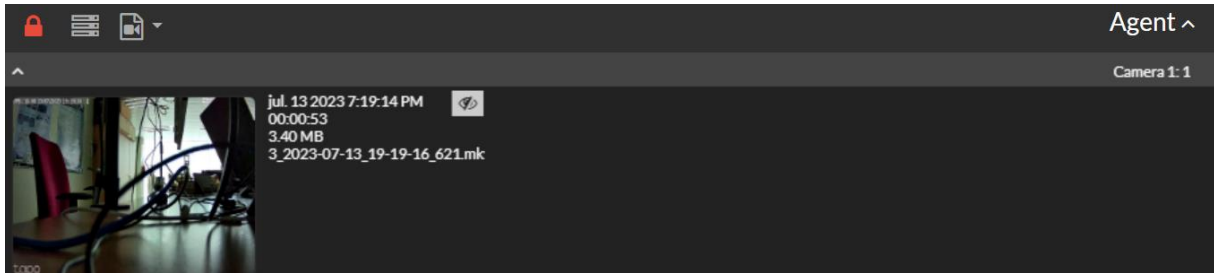 Agent
Camera 1: 1
jul. 13 2023 7:19:14 PM
00:00:53
3.40 MB
3_2023-07-13_19-19-16_621.mk
tapo